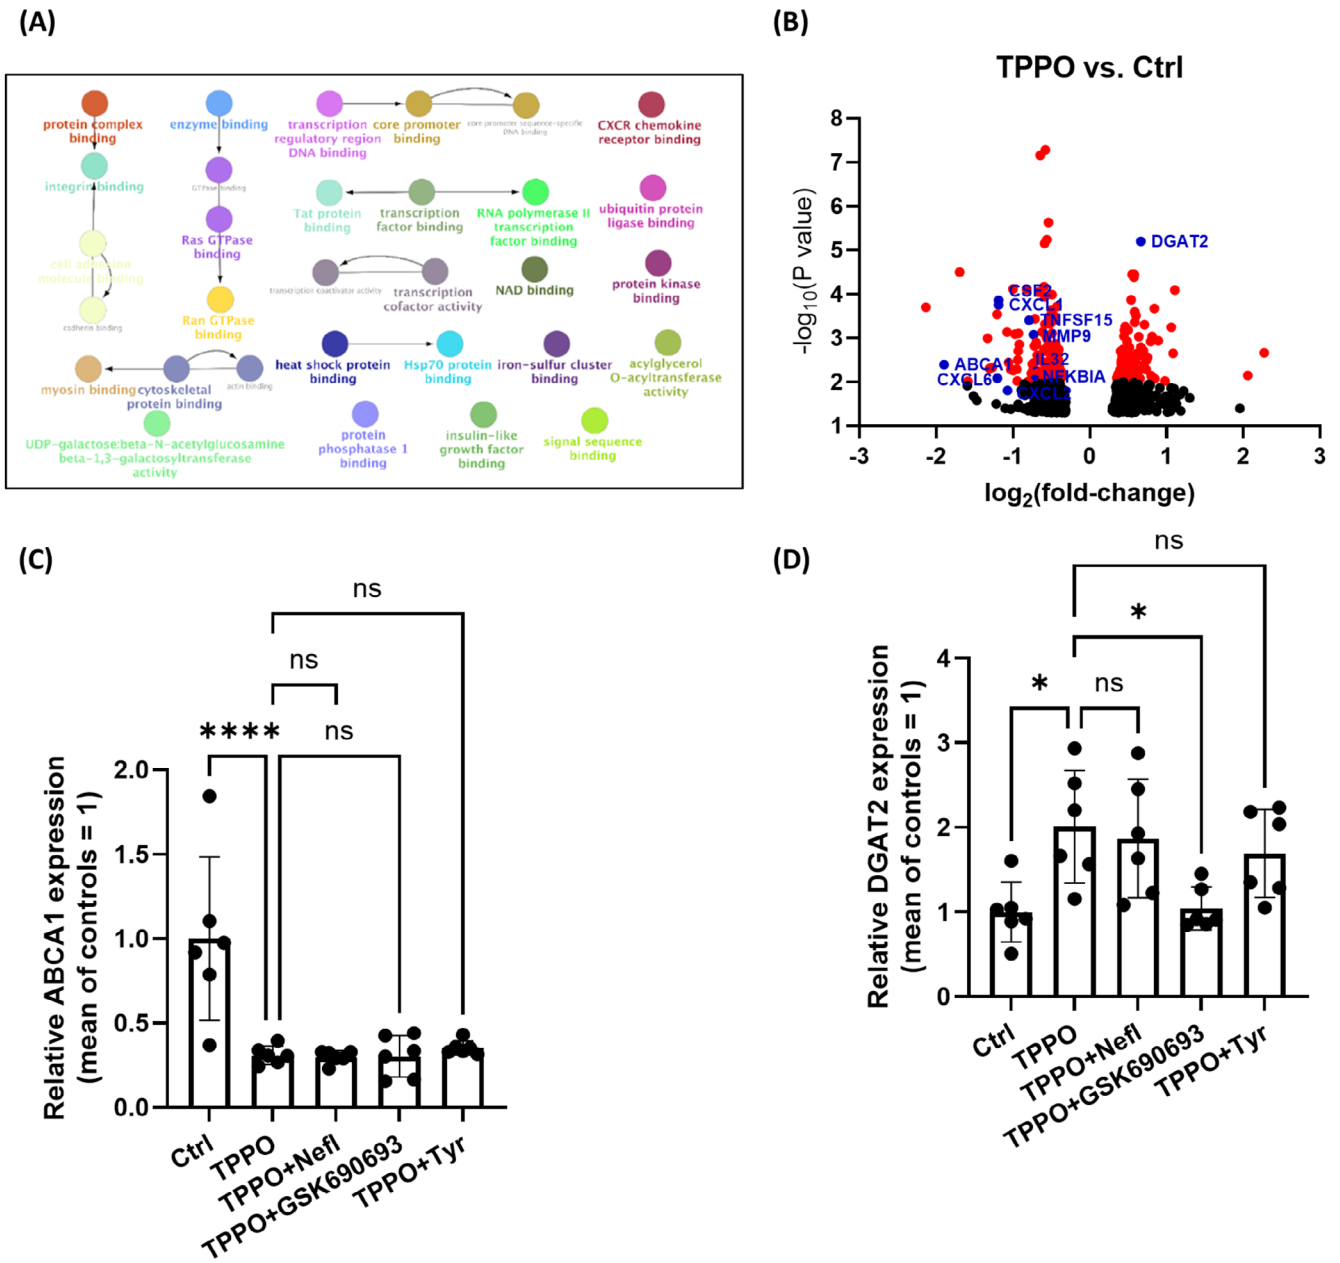 (A)
protein complex
binding
enzyme binding
transcription
regulatory region
DNA binding
core promoter
binding
core promoter sequence-specific
DNA binding
CXCR chemokine
receptor binding
integrin binding
GTPase binding
Tat protein
binding
transcription
factor binding
RNA polymerase II
transcription
factor binding
ubiquitin protein
ligase binding
Ras GTPase
binding
cell adhesion
molecule binding
transcription coactivator activity
transcription
cofactor activity
NAD binding
protein kinase
binding
cadherin binding
Ran GTPase
binding
heat shock protein
binding
Hsp70 protein
binding
iron-sulfur cluster
binding
acylglycerol
O-acyltransferase
activity
myosin binding
cytoskeletal
protein binding
actin binding
UDP-galactose:beta-N-acetylglucosamine
beta-1,3-galactosyltransferase
activity
protein
phosphatase 1
binding
insulin-like
growth factor
binding
signal sequence
binding
(B)
TPPO vs. Ctrl
-log10(P value)
8
7
6
5
4
3
2
1
DGAT2
CSF2
CXCL1
TNFSF15
MMP9
IL32
ABCA1
NFKBIA
CXCL6
CXCL2
-3
-2
-1
0
1
2
3
log2(fold-change)
(C)
ns
ns
****
ns
Relative ABCA1 expression
(mean of controls = 1)
2.0
1.5
1.0
0.5
0.0
Ctrl
TPPO
TPPO+Nefl
TPPO+GSK690693
TPPO+Tyr
(D)
ns
*
*
ns
Relative DGAT2 expression
(mean of controls = 1)
4
3
2
1
0
Ctrl
TPPO
TPPO+Nefl
TPPO+GSK690693
TPPO+Tyr